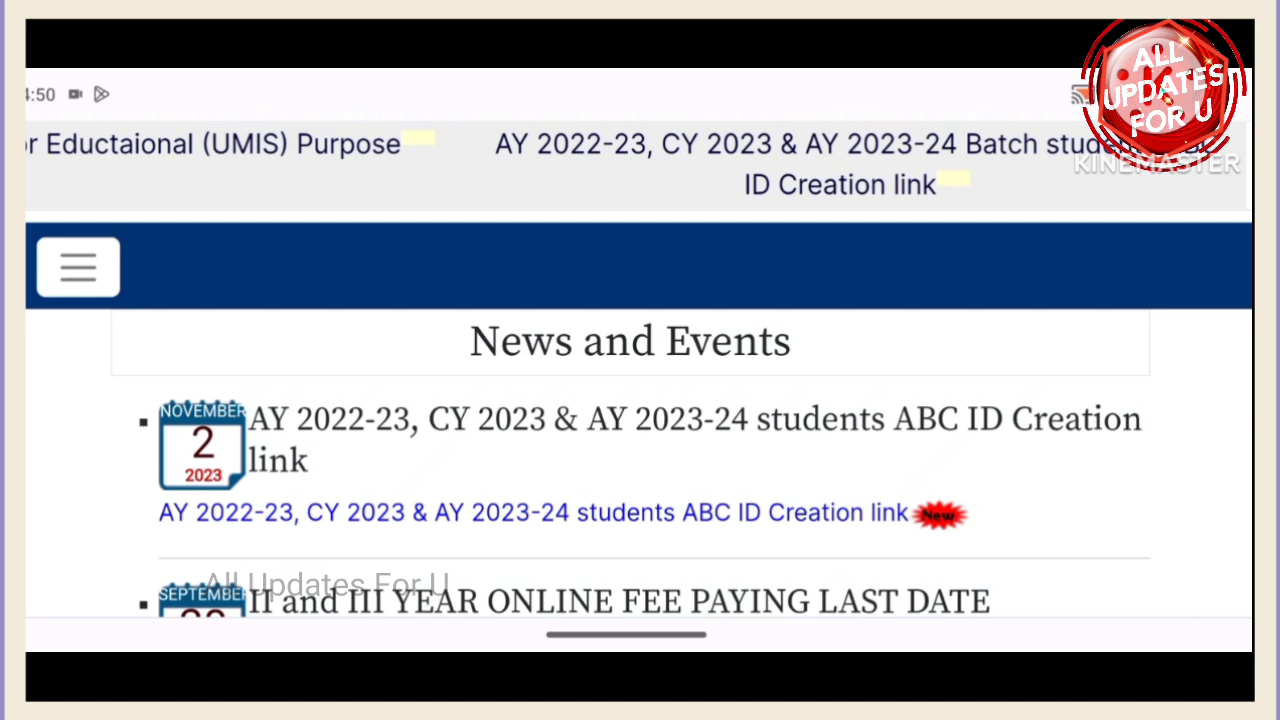 4:50
ALL
UPDATES
FOR U
KINEMASTER
r Eductaional (UMIS) Purpose
AY 2022-23, CY 2023 & AY 2023-24 Batch
ID Creation link
News and Events
NOVEMBER
2
2023
AY 2022-23, CY 2023 & AY 2023-24 students ABC ID Creation
link
AY 2022-23, CY 2023 & AY 2023-24 students ABC ID Creation link New
All Updates For U
SEPTEMBER
II and III YEAR ONLINE FEE PAYING LAST DATE